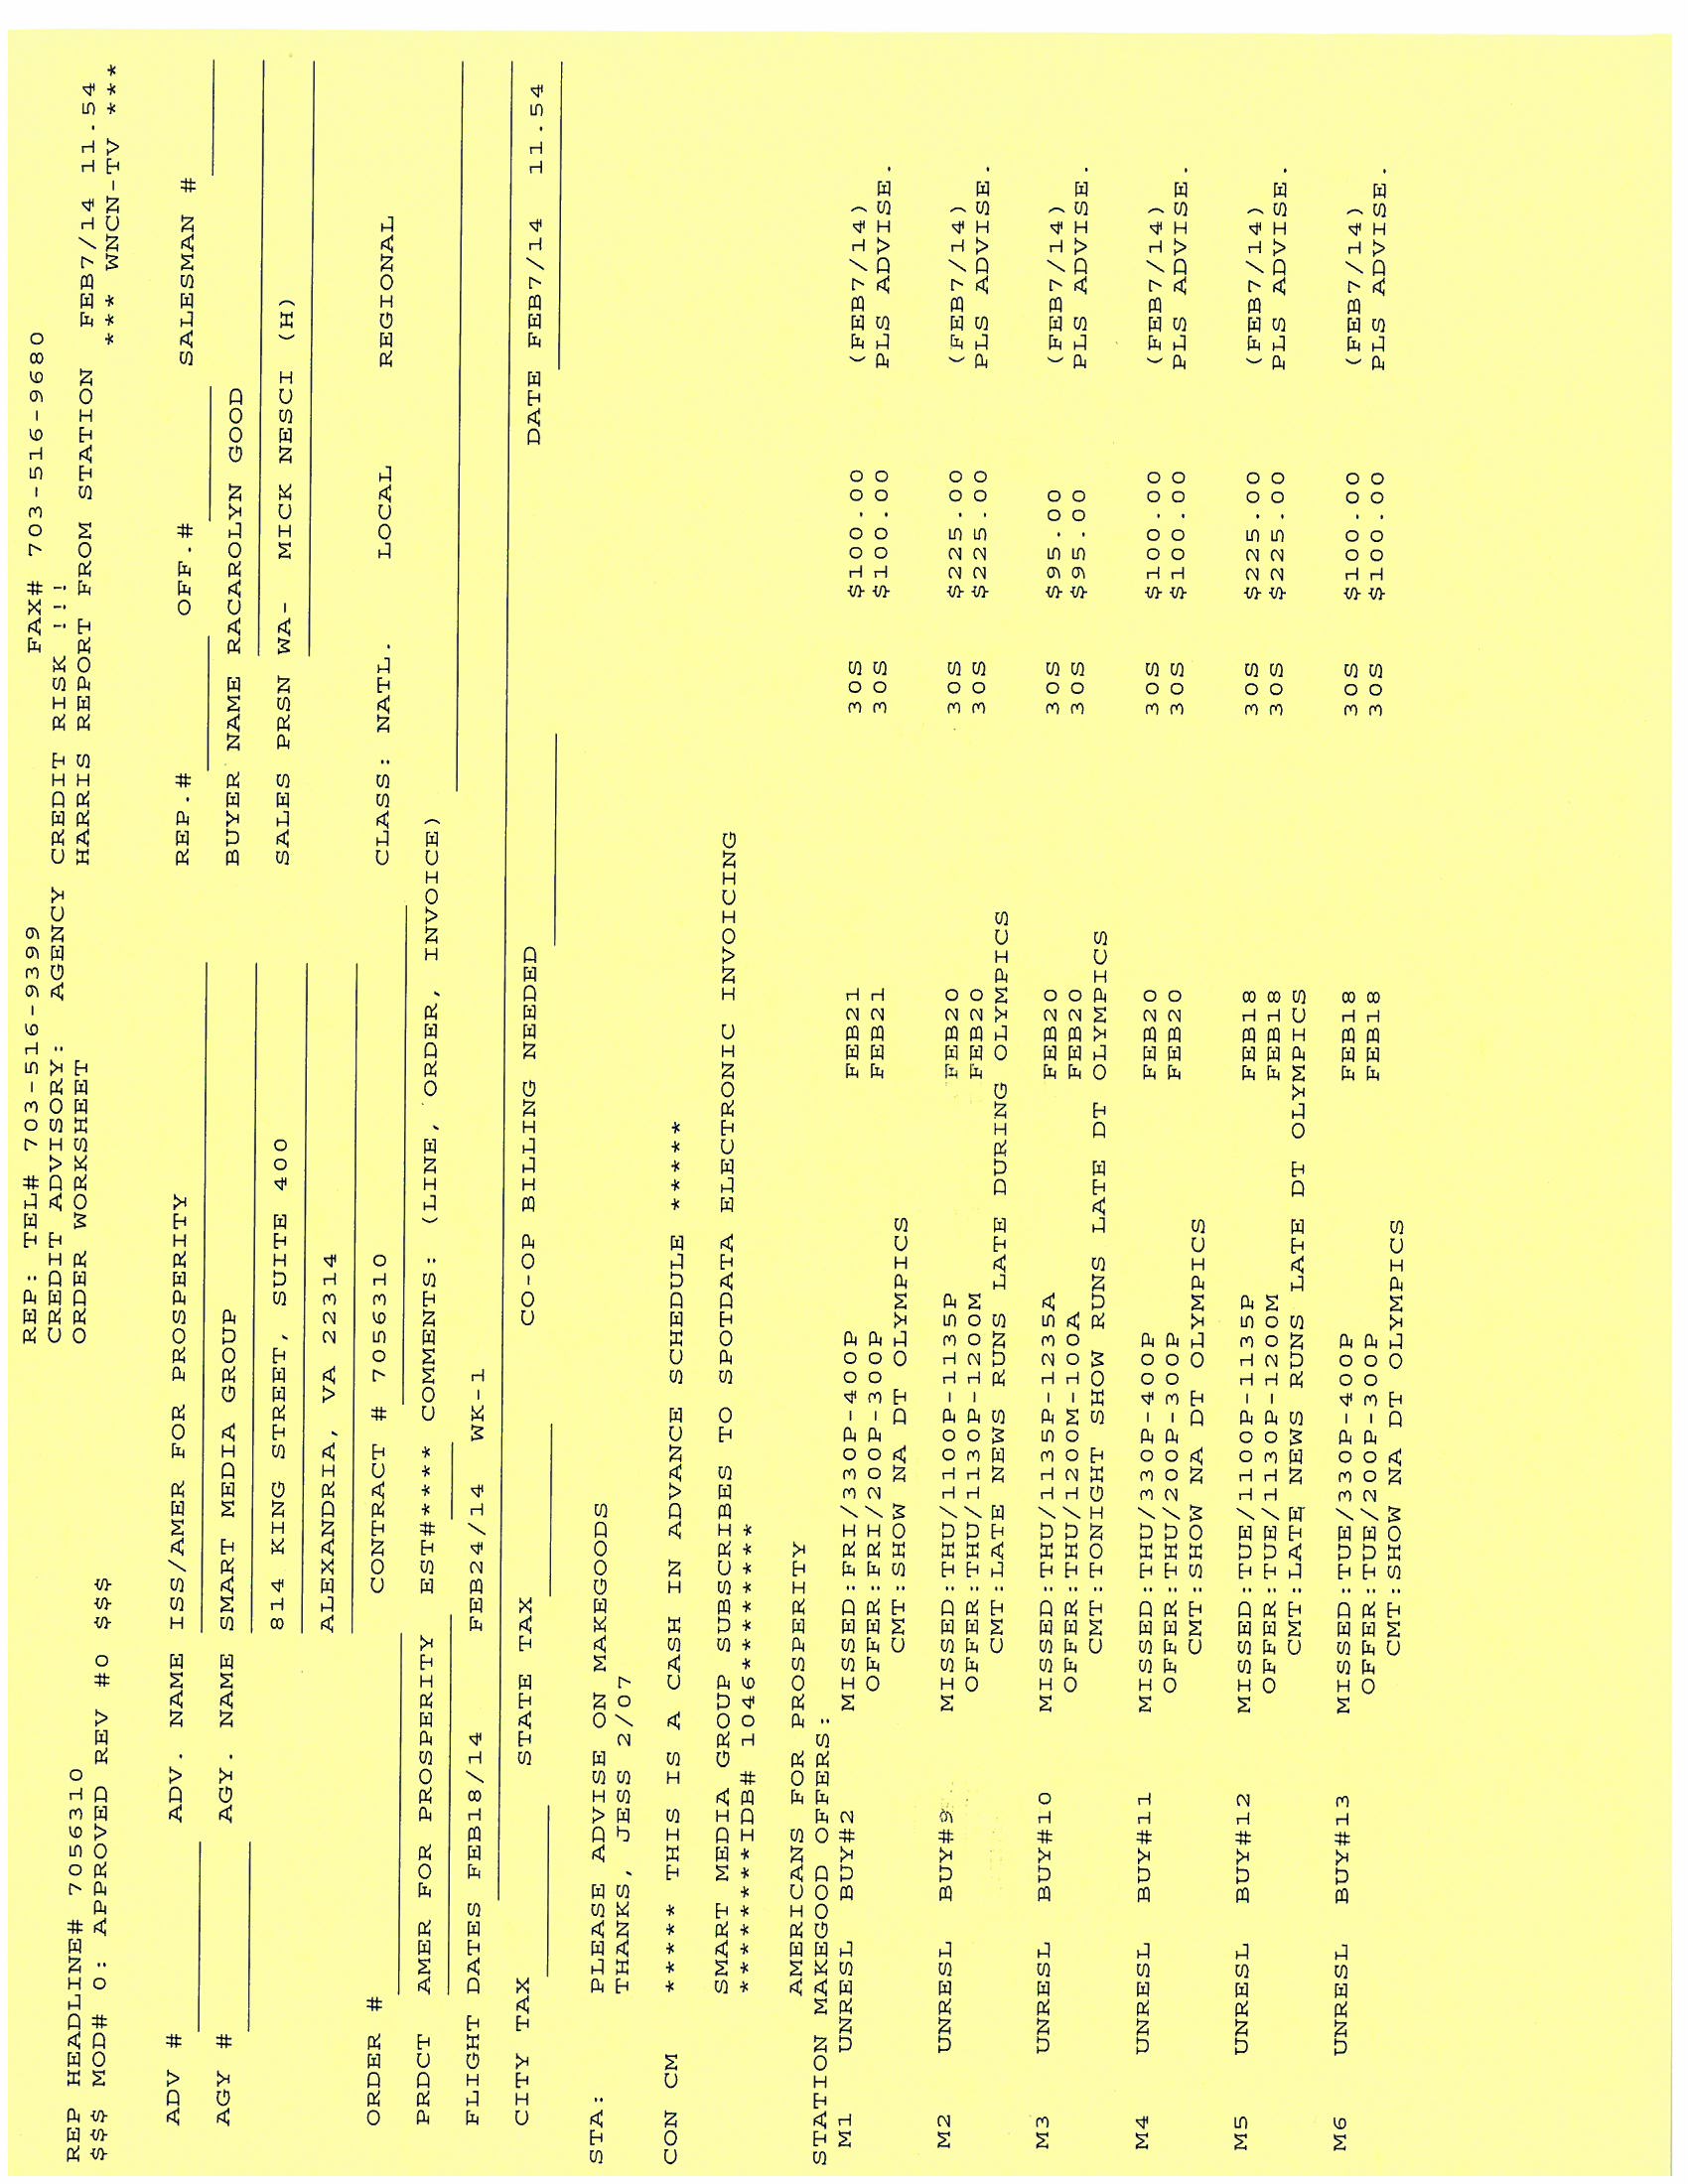 REP: TEL# 703-516-9399 FAX# 703-516-9680
CREDIT ADVISORY: AGENCY CREDIT RISK !!!
REP HEADLINE# 7056310 ORDER WORKSHEET HARRIS REPORT FROM STATION FEB7/14 11.54
$$$ MOD# 0: APPROVED REV #0 $$$ *** WNCN-TV ***
ADV # ADV. NAME ISS/AMER FOR PROSPERITY REP.# OFF.# SALESMAN #
AGY # AGY. NAME SMART MEDIA GROUP BUYER NAME RACAROLYN GOOD
814 KING STREET, SUITE 400 SALES PRSN WA- MICK NESCI (H)
ALEXANDRIA, VA 22314
ORDER # CONTRACT # 7056310 CLASS: NATL. LOCAL REGIONAL
PRDCT AMER FOR PROSPERITY EST#**** COMMENTS: (LINE, ORDER, INVOICE)
FLIGHT DATES FEB18/14 FEB24/14 WK-1
CITY TAX STATE TAX CO-OP BILLING NEEDED DATE FEB7/14 11.54
STA: PLEASE ADVISE ON MAKEGOODS
THANKS, JESS 2/07
CON CM ***** THIS IS A CASH IN ADVANCE SCHEDULE *****
SMART MEDIA GROUP SUBSCRIBES TO SPOTDATA ELECTRONIC INVOICING
*********IDB# 1046*********
AMERICANS FOR PROSPERITY
STATION MAKEGOOD OFFERS:
M1 UNRESL BUY#2 MISSED:FRI/330P-400P FEB21 30S $100.00 (FEB7/14)
OFFER:FRI/200P-300P FEB21 30S $100.00 PLS ADVISE.
CMT:SHOW NA DT OLYMPICS
M2 UNRESL BUY#9 MISSED:THU/1100P-1135P FEB20 30S $225.00 (FEB7/14)
OFFER:THU/1130P-1200M FEB20 30S $225.00 PLS ADVISE.
CMT:LATE NEWS RUNS LATE DURING OLYMPICS
M3 UNRESL BUY#10 MISSED:THU/1135P-1235A FEB20 30S $95.00 (FEB7/14)
OFFER:THU/1200M-100A FEB20 30S $95.00 PLS ADVISE.
CMT:TONIGHT SHOW RUNS LATE DT OLYMPICS
M4 UNRESL BUY#11 MISSED:THU/330P-400P FEB20 30S $100.00 (FEB7/14)
OFFER:THU/200P-300P FEB20 30S $100.00 PLS ADVISE.
CMT:SHOW NA DT OLYMPICS
M5 UNRESL BUY#12 MISSED:TUE/1100P-1135P FEB18 30S $225.00 (FEB7/14)
OFFER:TUE/1130P-1200M FEB18 30S $225.00 PLS ADVISE.
CMT:LATE NEWS RUNS LATE DT OLYMPICS
M6 UNRESL BUY#13 MISSED:TUE/330P-400P FEB18 30S $100.00 (FEB7/14)
OFFER:TUE/200P-300P FEB18 30S $100.00 PLS ADVISE.
CMT:SHOW NA DT OLYMPICS